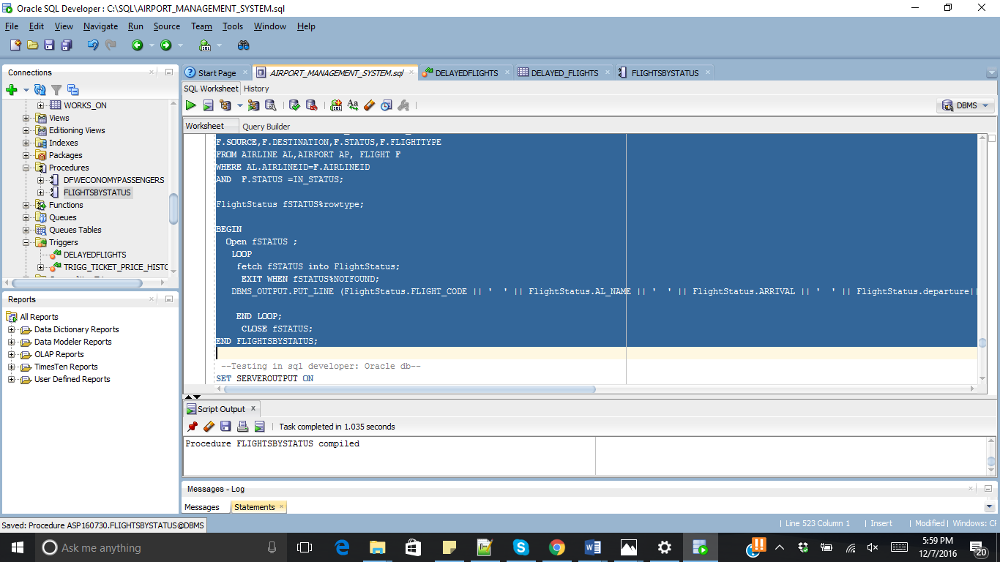 Oracle SQL Developer : C:\SQL\AIRPORT_MANAGEMENT_SYSTEM.sql
File Edit View Navigate Run Source Team Tools Window Help
Connections
WORKS_ON
Views
Editioning Views
Indexes
Packages
Procedures
DFWECONOMYPASSENGERS
FLIGHTSBYSTATUS
Functions
Queues
Queues Tables
Triggers
DELAYEDFLIGHTS
TRIGG_TICKET_PRICE_HISTO
Reports
All Reports
Data Dictionary Reports
Data Modeler Reports
OLAP Reports
TimesTen Reports
User Defined Reports
Start Page AIRPORT_MANAGEMENT_SYSTEM.sql DELAYEDFLIGHTS DELAYED_FLIGHTS FLIGHTSBYSTATUS
SQL Worksheet History
DBMS
Worksheet Query Builder
F.SOURCE,F.DESTINATION,F.STATUS,F.FLIGHTTYPE
FROM AIRLINE AL,AIRPORT AP, FLIGHT F
WHERE AL.AIRLINEID=F.AIRLINEID
AND F.STATUS =IN_STATUS;
FlightStatus fSTATUS%rowtype;
BEGIN
Open fSTATUS ;
LOOP
fetch fSTATUS into FlightStatus;
EXIT WHEN fSTATUS%NOTFOUND;
DBMS_OUTPUT.PUT_LINE (FlightStatus.FLIGHT_CODE || ' ' || FlightStatus.AL_NAME || ' ' || FlightStatus.ARRIVAL || ' ' || FlightStatus.departure||
END LOOP;
CLOSE fSTATUS;
END FLIGHTSBYSTATUS;
--Testing in sql developer: Oracle db--
SET SERVEROUTPUT ON
Script Output
Task completed in 1.035 seconds
Procedure FLIGHTSBYSTATUS compiled
Messages - Log
Messages Statements
Saved: Procedure ASP160730.FLIGHTSBYSTATUS@DBMS
Line 523 Column 1 Insert Modified Windows: CF
Ask me anything
5:59 PM
12/7/2016
20